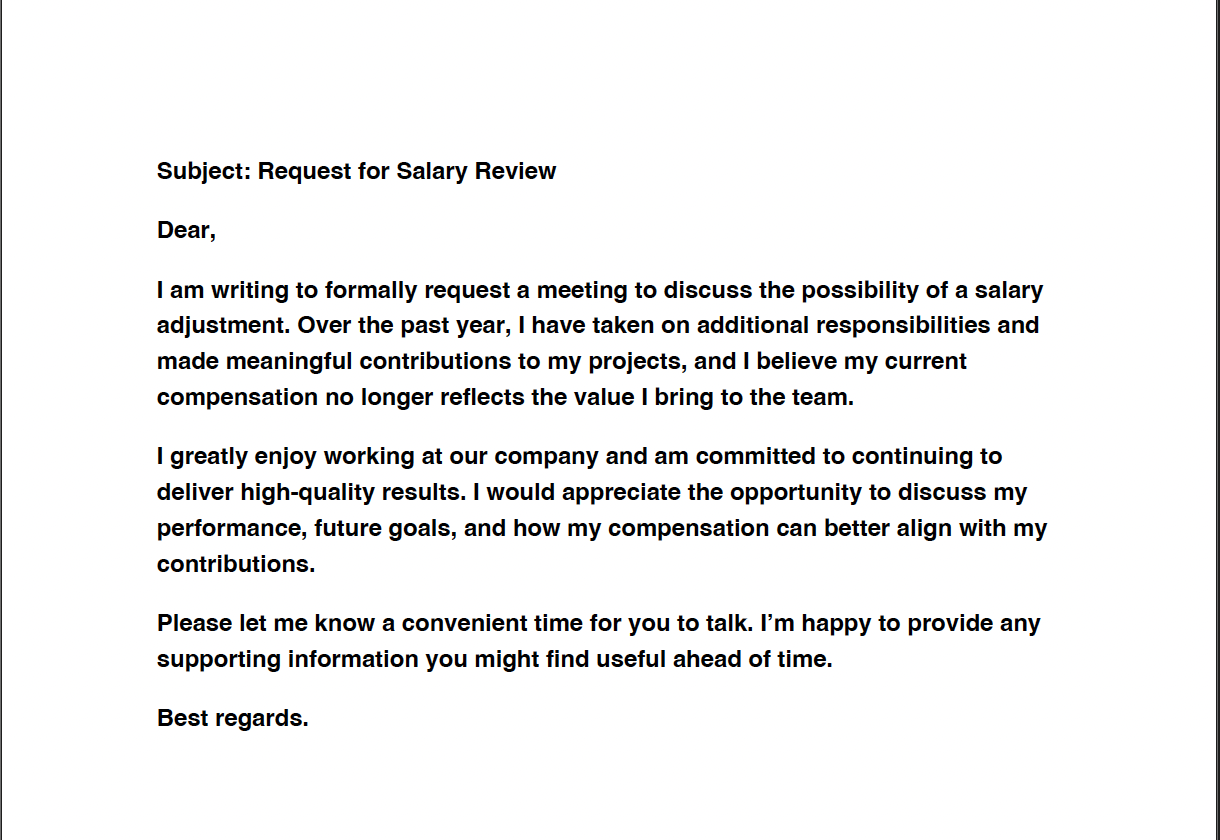 Subject: Request for Salary Review
Dear,
I am writing to formally request a meeting to discuss the possibility of a salary
adjustment. Over the past year, I have taken on additional responsibilities and
made meaningful contributions to my projects, and I believe my current
compensation no longer reflects the value I bring to the team.
I greatly enjoy working at our company and am committed to continuing to
deliver high-quality results. I would appreciate the opportunity to discuss my
performance, future goals, and how my compensation can better align with my
contributions.
Please let me know a convenient time for you to talk. I’m happy to provide any
supporting information you might find useful ahead of time.
Best regards.